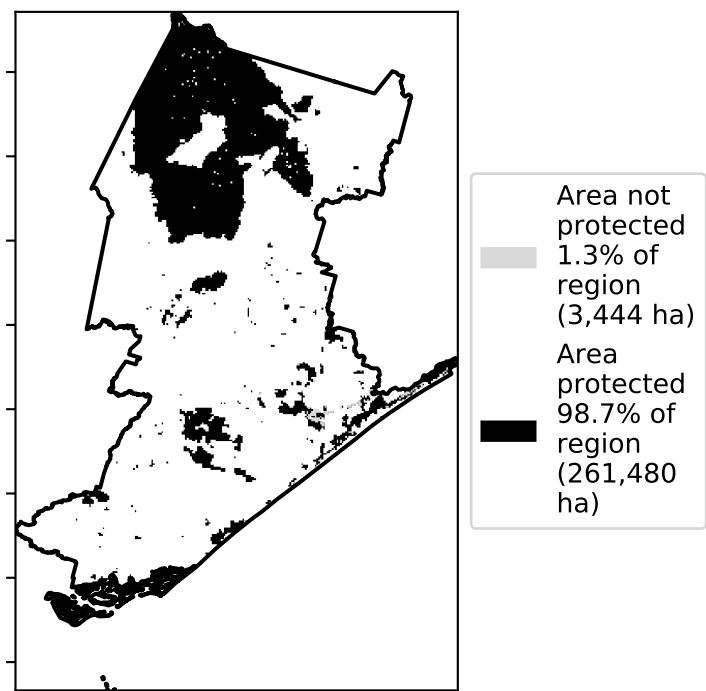 Area not
protected
1.3% of
region
(3,444 ha)
Area
protected
98.7% of
region
(261,480
ha)